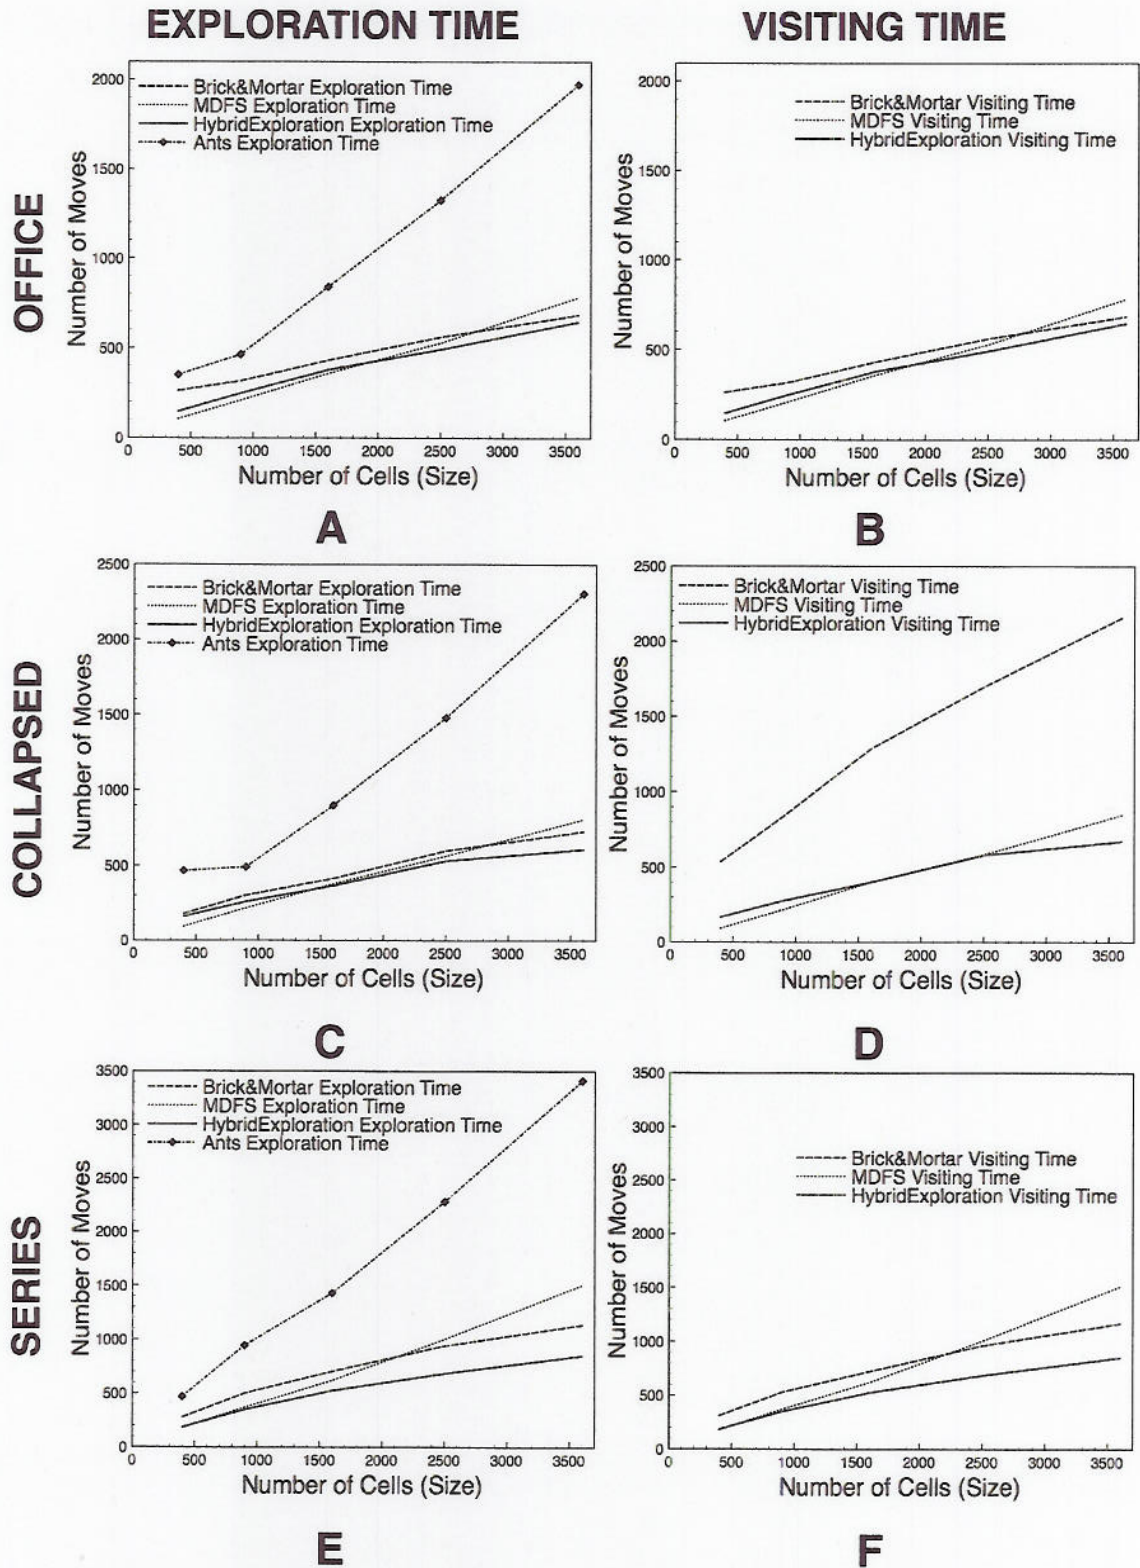 EXPLORATION TIME
VISITING TIME
OFFICE
Number of Moves
2000
1500
1000
500
0
Brick&Mortar Exploration Time
MDFS Exploration Time
HybridExploration Exploration Time
Ants Exploration Time
0 500 1000 1500 2000 2500 3000 3500
Number of Cells (Size)
A
Number of Moves
2000
1500
1000
500
0
Brick&Mortar Visiting Time
MDFS Visiting Time
HybridExploration Visiting Time
0 500 1000 1500 2000 2500 3000 3500
Number of Cells (Size)
B
COLLAPSED
Number of Moves
2500
2000
1500
1000
500
0
Brick&Mortar Exploration Time
MDFS Exploration Time
HybridExploration Exploration Time
Ants Exploration Time
0 500 1000 1500 2000 2500 3000 3500
Number of Cells (Size)
C
Number of Moves
2500
2000
1500
1000
500
0
Brick&Mortar Visiting Time
MDFS Visiting Time
HybridExploration Visiting Time
0 500 1000 1500 2000 2500 3000 3500
Number of Cells (Size)
D
SERIES
Number of Moves
3500
3000
2500
2000
1500
1000
500
0
Brick&Mortar Exploration Time
MDFS Exploration Time
HybridExploration Exploration Time
Ants Exploration Time
0 500 1000 1500 2000 2500 3000 3500
Number of Cells (Size)
E
Number of Moves
3500
3000
2500
2000
1500
1000
500
0
Brick&Mortar Visiting Time
MDFS Visiting Time
HybridExploration Visiting Time
0 500 1000 1500 2000 2500 3000 3500
Number of Cells (Size)
F